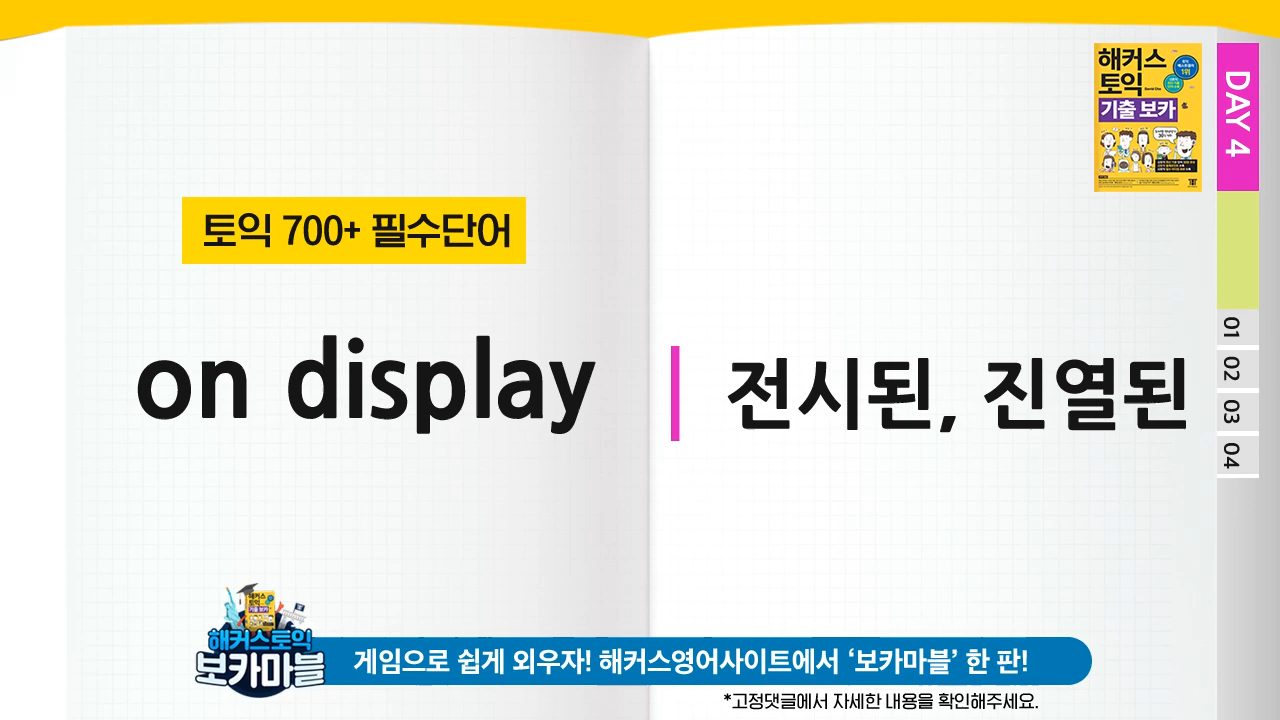 해커스
토익
기출 보카
DAY 4
토익 700+ 필수단어
on display
전시된, 진열된
01
02
03
04
해커스토익
보카마블
게임으로 쉽게 외우자! 해커스영어사이트에서 ‘보카마블’ 한 판!
*고정댓글에서 자세한 내용을 확인해주세요.